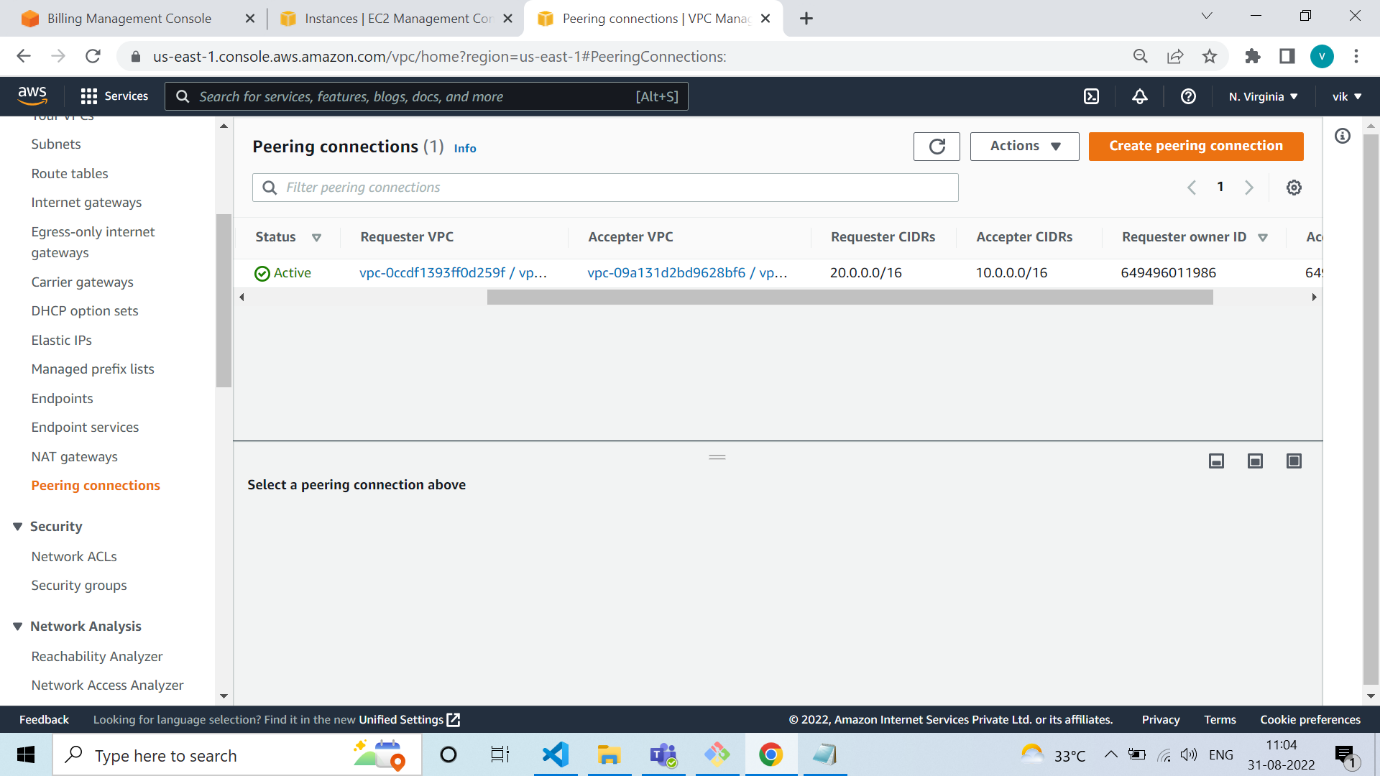 Billing Management Console
Instances | EC2 Management Con
Peering connections | VPC Manag
us-east-1.console.aws.amazon.com/vpc/home?region=us-east-1#PeeringConnections:
V
aws
Services
Search for services, features, blogs, docs, and more
[Alt+S]
N. Virginia
vik
Your VPCs
Subnets
Route tables
Internet gateways
Egress-only internet
gateways
Carrier gateways
DHCP option sets
Elastic IPs
Managed prefix lists
Endpoints
Endpoint services
NAT gateways
Peering connections
Security
Network ACLs
Security groups
Network Analysis
Reachability Analyzer
Network Access Analyzer
Peering connections (1) Info
Actions
Create peering connection
Filter peering connections
1
Status Requester VPC Accepter VPC Requester CIDRs Accepter CIDRs Requester owner ID Ac
Active vpc-0ccdf1393ff0d259f / vp... vpc-09a131d2bd9628bf6 / vp... 20.0.0.0/16 10.0.0.0/16 649496011986 649
Select a peering connection above
Feedback Looking for language selection? Find it in the new Unified Settings © 2022, Amazon Internet Services Private Ltd. or its affiliates. Privacy Terms Cookie preferences
Type here to search
33°C
ENG
11:04
31-08-2022
1